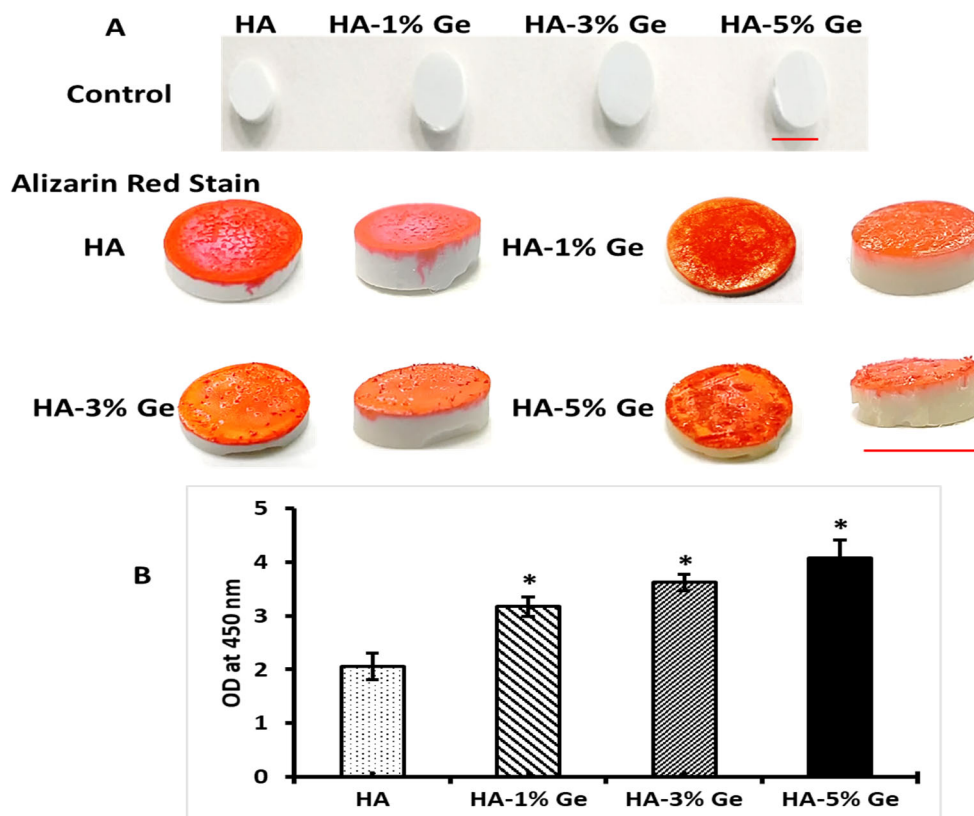 A
HA HA-1% Ge HA-3% Ge HA-5% Ge
Control
Alizarin Red Stain
HA
HA-1% Ge
HA-3% Ge
HA-5% Ge
B
OD at 450 nm
5
4
3
2
1
0
*
*
*
HA HA-1% Ge HA-3% Ge HA-5% Ge